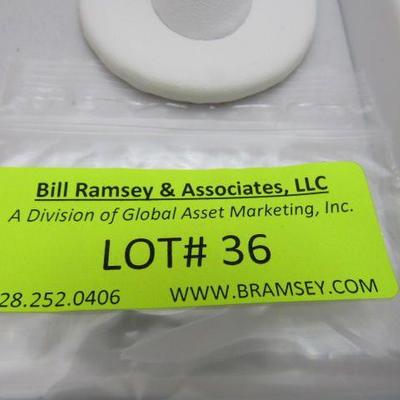 Bill Ramsey & Associates, LLC
A Division of Global Asset Marketing, Inc.
LOT# 36
28.252.0406 WWW.BRAMSEY.COM